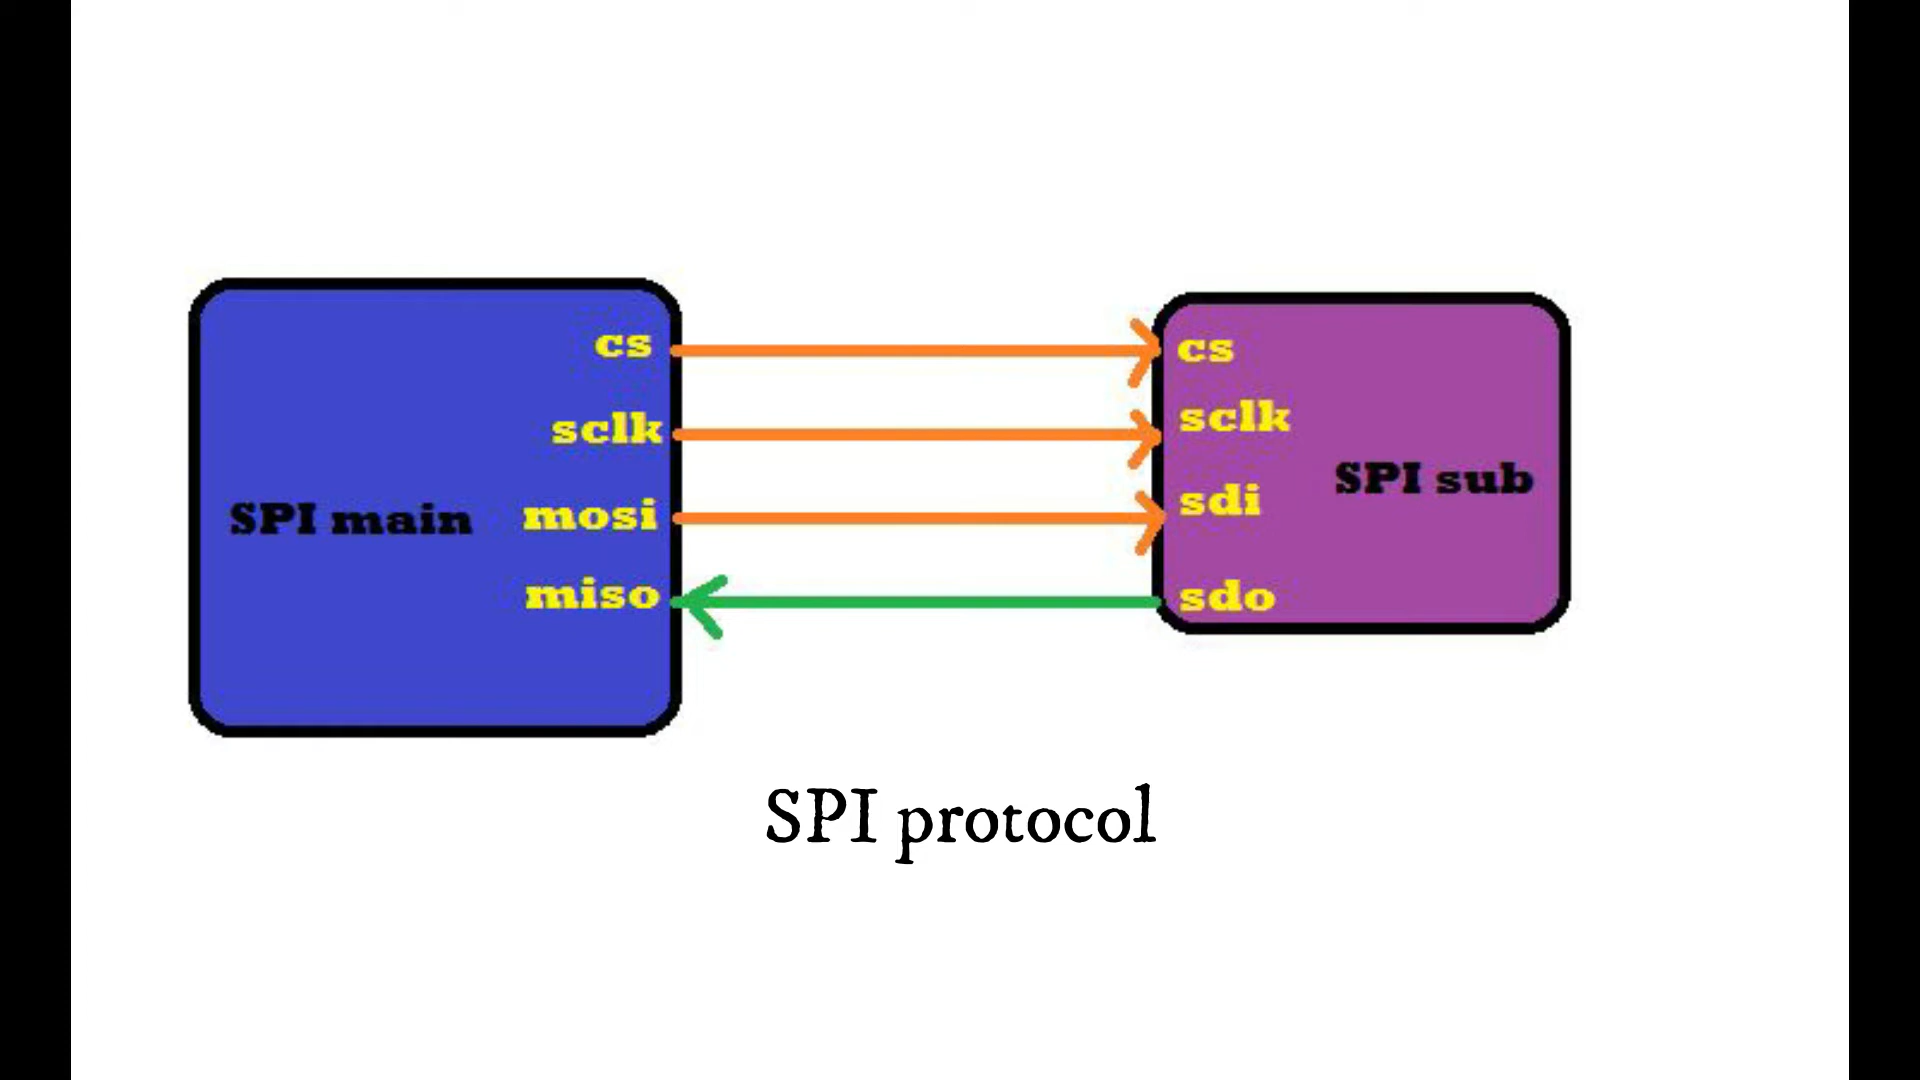 cs
sclk
SPI main
mosi
miso
cs
sclk
SPI sub
sdi
sdo
SPI protocol